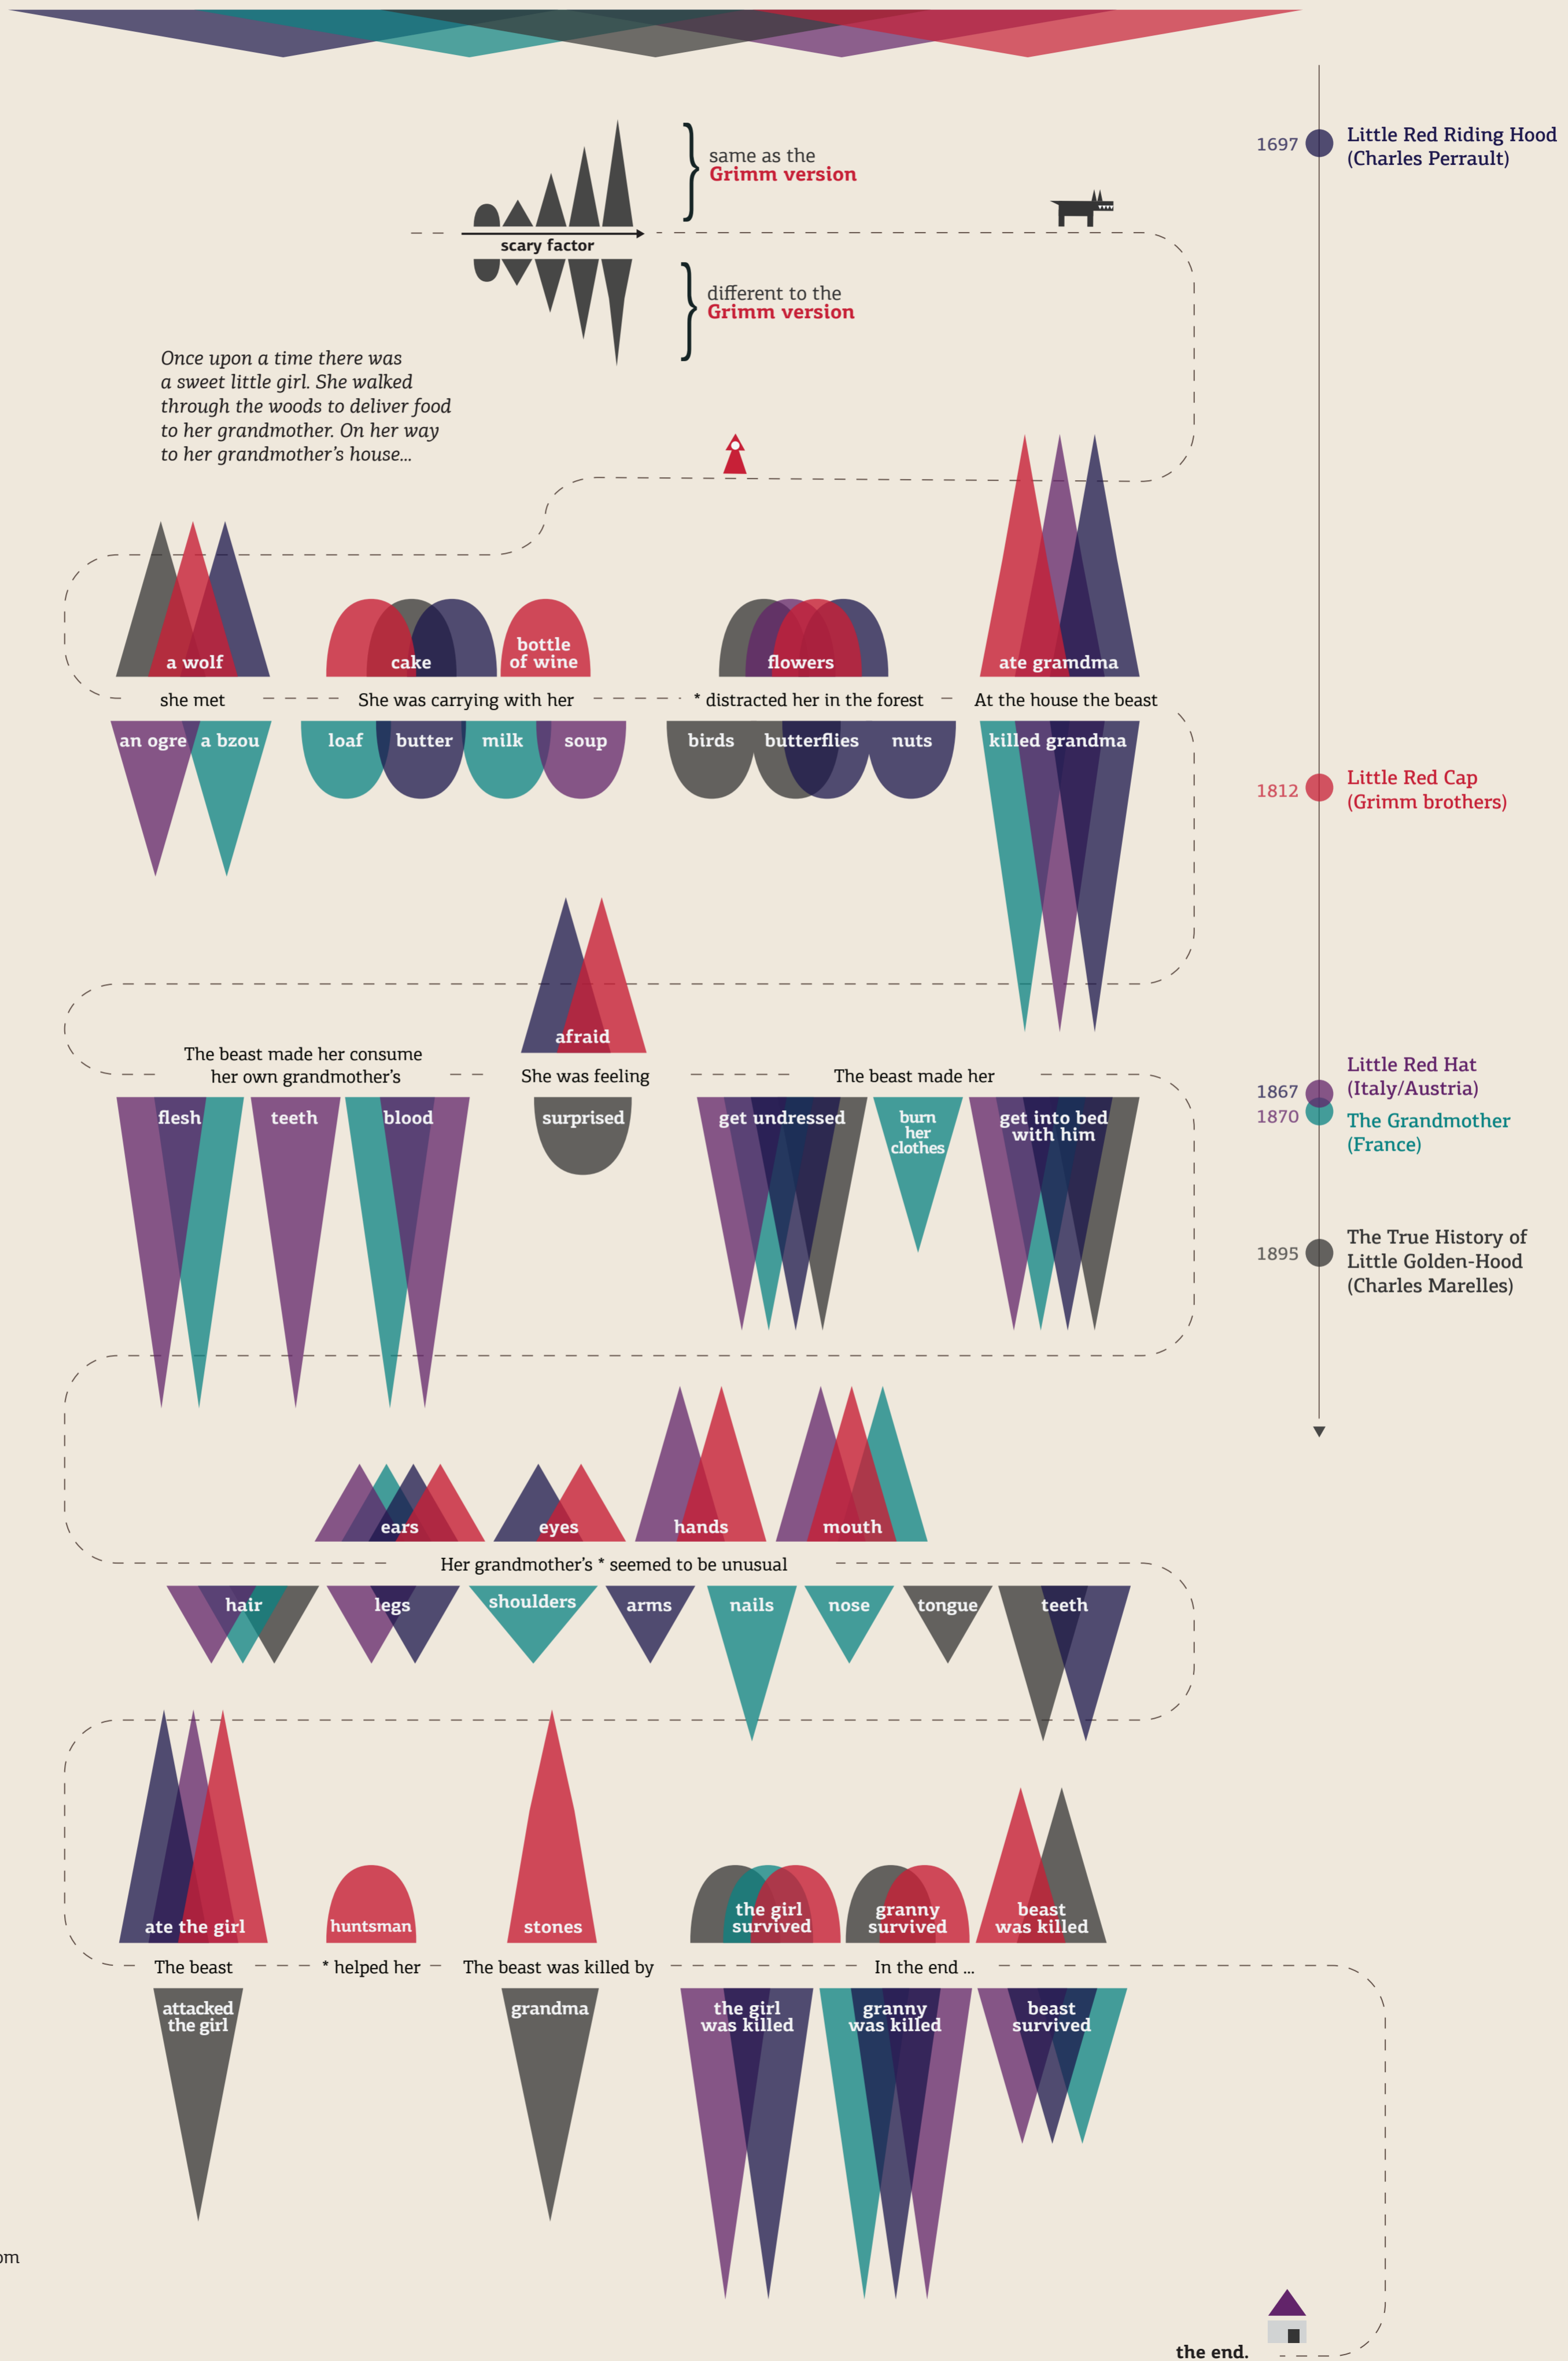 same as the
Grimm version
scary factor
different to the
Grimm version
Once upon a time there was
a sweet little girl. She walked
through the woods to deliver food
to her grandmother. On her way
to her grandmother's house...
a wolf
cake
bottle
of wine
flowers
ate gramdma
she met
She was carrying with her
* distracted her in the forest
At the house the beast
an ogre
a bzou
loaf
butter
milk
soup
birds
butterflies
nuts
killed grandma
afraid
The beast made her consume
her own grandmother's
She was feeling
The beast made her
flesh
teeth
blood
surprised
get undressed
burn
her
clothes
get into bed
with him
ears
eyes
hands
mouth
Her grandmother's * seemed to be unusual
hair
legs
shoulders
arms
nails
nose
tongue
teeth
ate the girl
huntsman
stones
the girl
survived
granny
survived
beast
was killed
The beast
* helped her
The beast was killed by
In the end ...
attacked
the girl
grandma
the girl
was killed
granny
was killed
beast
survived
om
the end.
1697
Little Red Riding Hood
(Charles Perrault)
1812
Little Red Cap
(Grimm brothers)
1867
Little Red Hat
(Italy/Austria)
1870
The Grandmother
(France)
1895
The True History of
Little Golden-Hood
(Charles Marelles)